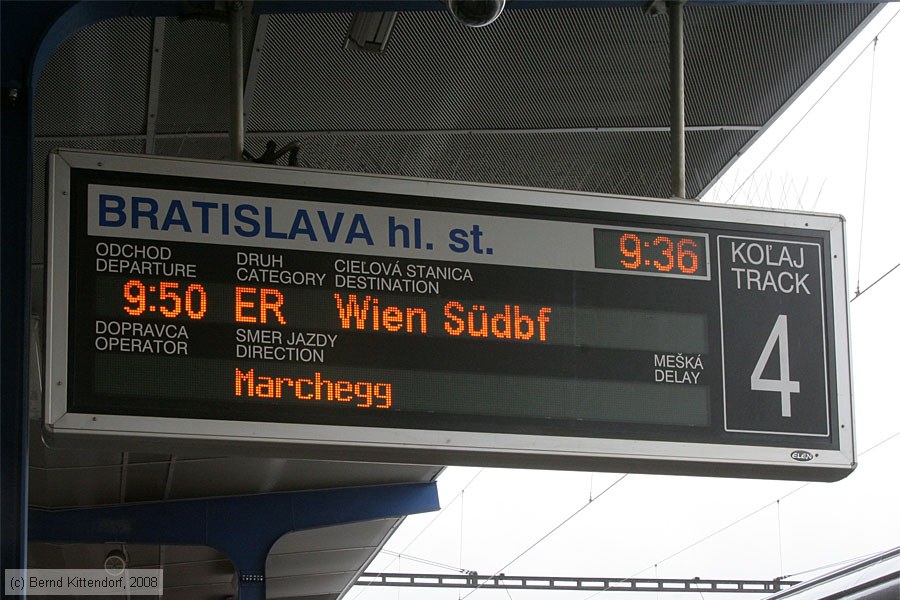 BRATISLAVA hl. st.
9:36
KOĽAJ
TRACK
4
ODCHOD
DEPARTURE
DRUH
CATEGORY
CIEĽOVÁ STANICA
DESTINATION
9:50 ER Wien Südbf
DOPRAVCA
OPERATOR
SMER JAZDY
DIRECTION
MEŠKÁ
DELAY
Marchegg
ELEN
(c) Bernd Kittendorf, 2008